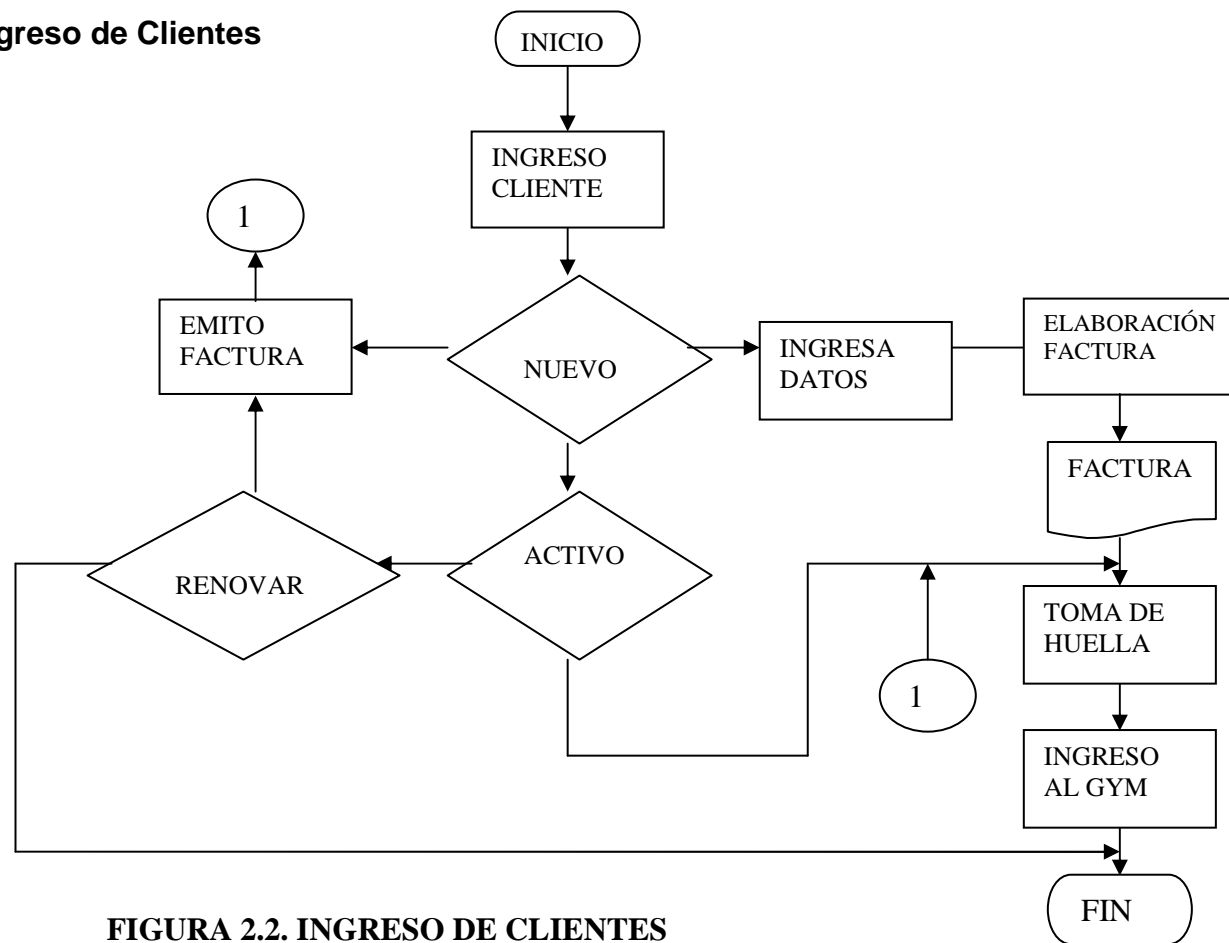 greso de Clientes
INICIO
INGRESO
CLIENTE
1
EMITO
FACTURA
NUEVO
INGRESA
DATOS
ELABORACIÓN
FACTURA
FACTURA
RENOVAR
ACTIVO
TOMA DE
HUELLA
1
INGRESO
AL GYM
FIN
FIGURA 2.2. INGRESO DE CLIENTES